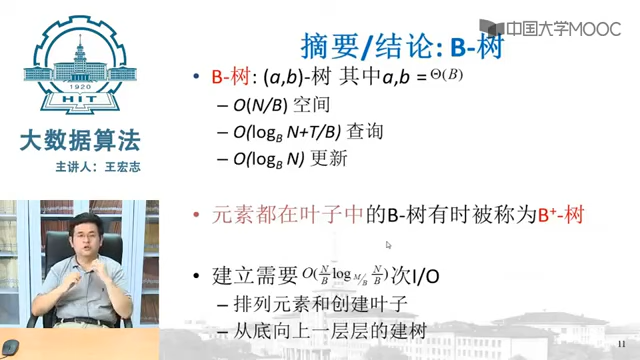 中国大学MOOC
1920
HIT
大数据算法
主讲人：王宏志
摘要/结论: B-树
• B-树: (a,b)-树 其中a,b = Θ(B)
– O(N/B) 空间
– O(log_B N+T/B) 查询
– O(log_B N) 更新
• 元素都在叶子中的B-树有时被称为B⁺-树
• 建立需要 O(N/B log_{M/B} N/B) 次I/O
– 排列元素和创建叶子
– 从底向上一层层的建树
11